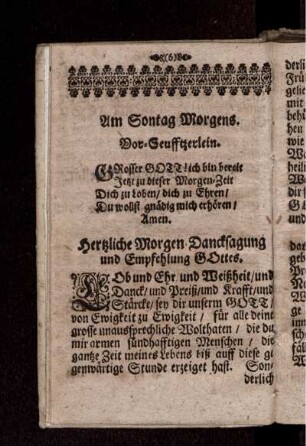 (6)
Am Sontag Morgens.
Vor-Seufftzerlein.
GRosser GOTT! ich bin bereit
Jetzt zu dieser Morgen-Zeit
Dich zu loben / dich zu Ehren /
Du wollst gnädig mich erhören /
Amen.
Hertzliche Morgen Dancksagung
und Empfehlung GOttes.
LOb und Ehr und Weißheit / und
Danck / und Preiß / und Krafft / und
Stärcke / sey dir unserm GOTT /
von Ewigkeit zu Ewigkeit / für alle deine
grosse unaussprechliche Wolthaten / die du
mir armen sündhafftigen Menschen / die
gantze Zeit meines Lebens biß auff diese ge
genwärtige Stunde erzeiget hast. Son-
derlich